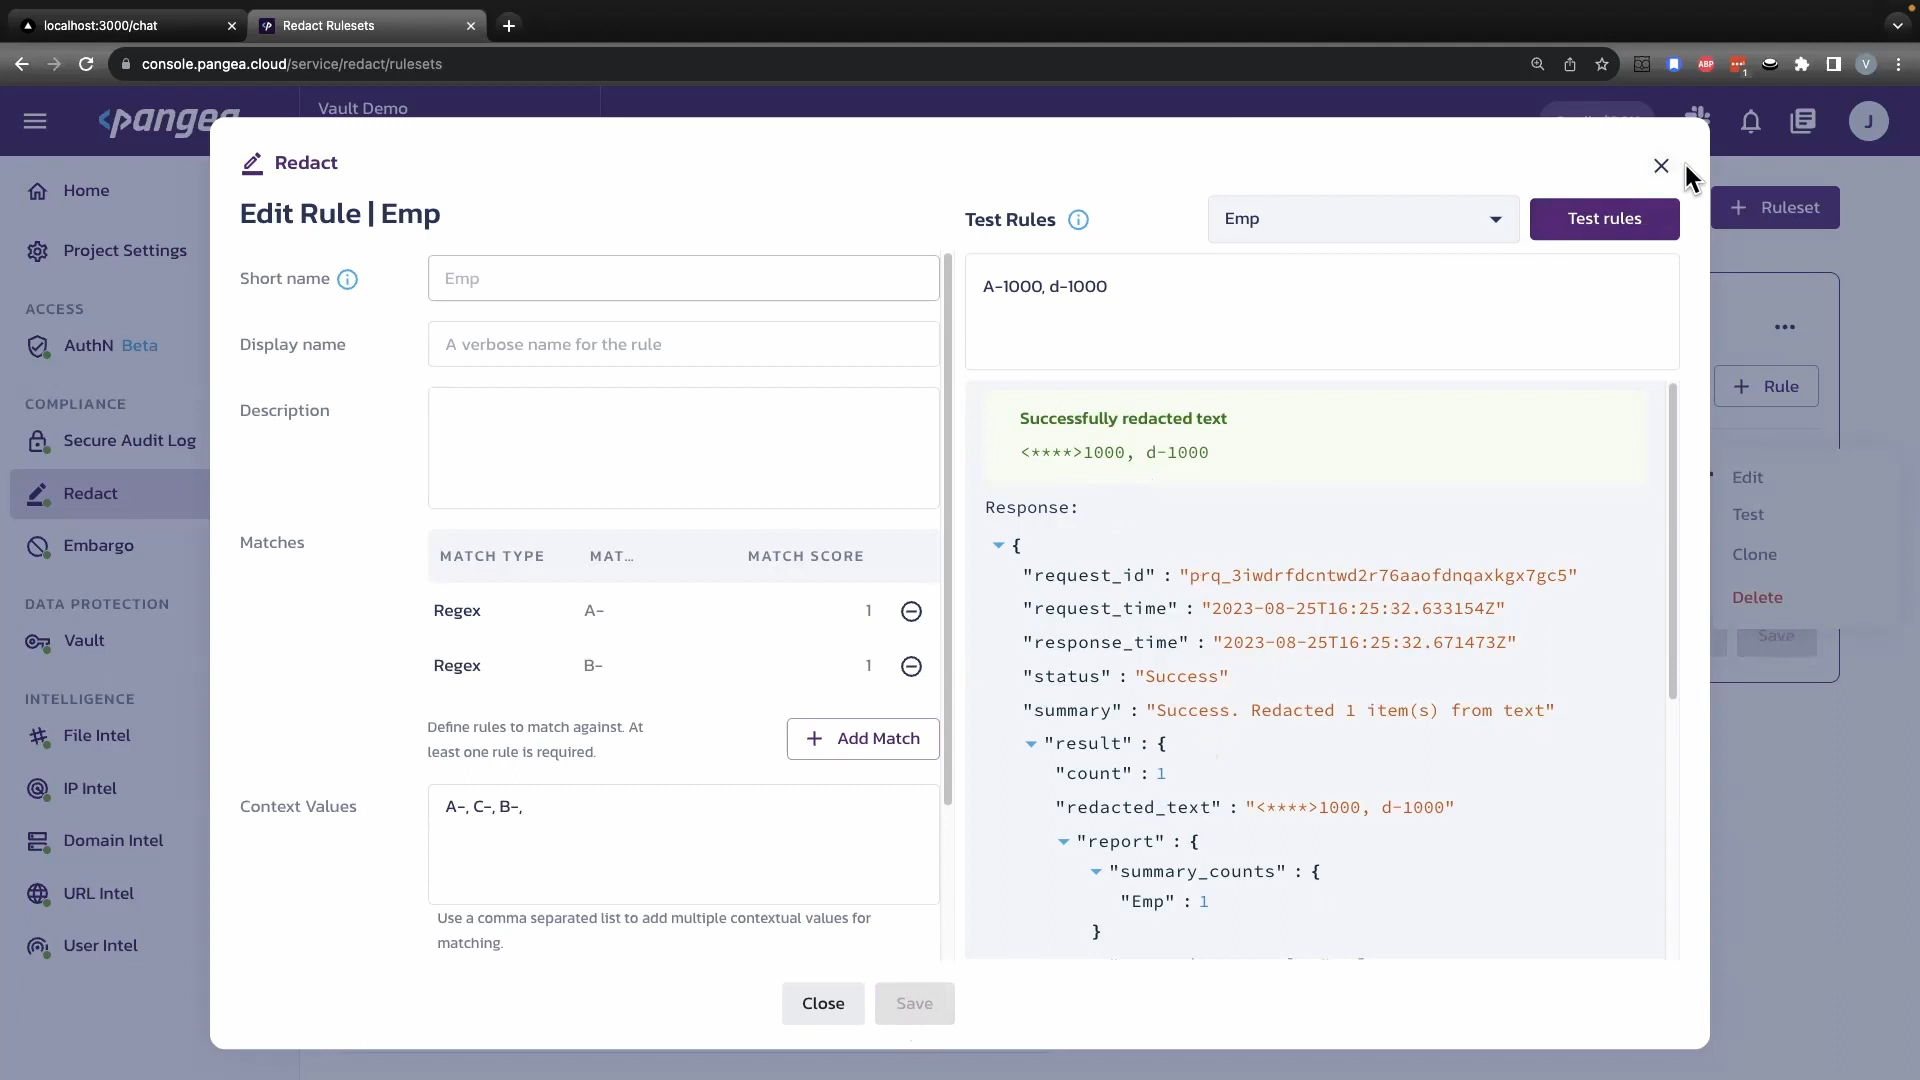 localhost:3000/chat
Redact Rulesets
console.pangea.cloud/service/redact/rulesets
ABP
1
V
pangea
Vault Demo
J
Redact
Edit Rule | Emp
Test Rules
Emp
Test rules
+ Ruleset
Home
Project Settings
ACCESS
AuthN Beta
COMPLIANCE
Secure Audit Log
Redact
Embargo
DATA PROTECTION
Vault
INTELLIGENCE
File Intel
IP Intel
Domain Intel
URL Intel
User Intel
Short name
Emp
Display name
A verbose name for the rule
Description
Matches
MATCH TYPE MAT... MATCH SCORE
Regex A- 1
Regex B- 1
Define rules to match against. At
least one rule is required.
+ Add Match
Context Values
A-, C-, B-,
Use a comma separated list to add multiple contextual values for
matching.
Close
Save
A-1000, d-1000
Successfully redacted text
<****>1000, d-1000
Response:
{
"request_id" : "prq_3iwdrfdcntwd2r76aaofdnqaxkgx7gc5"
"request_time" : "2023-08-25T16:25:32.633154Z"
"response_time" : "2023-08-25T16:25:32.671473Z"
"status" : "Success"
"summary" : "Success. Redacted 1 item(s) from text"
"result" : {
"count" : 1
"redacted_text" : "<****>1000, d-1000"
"report" : {
"summary_counts" : {
"Emp" : 1
}
+ Rule
Edit
Test
Clone
Delete
Save